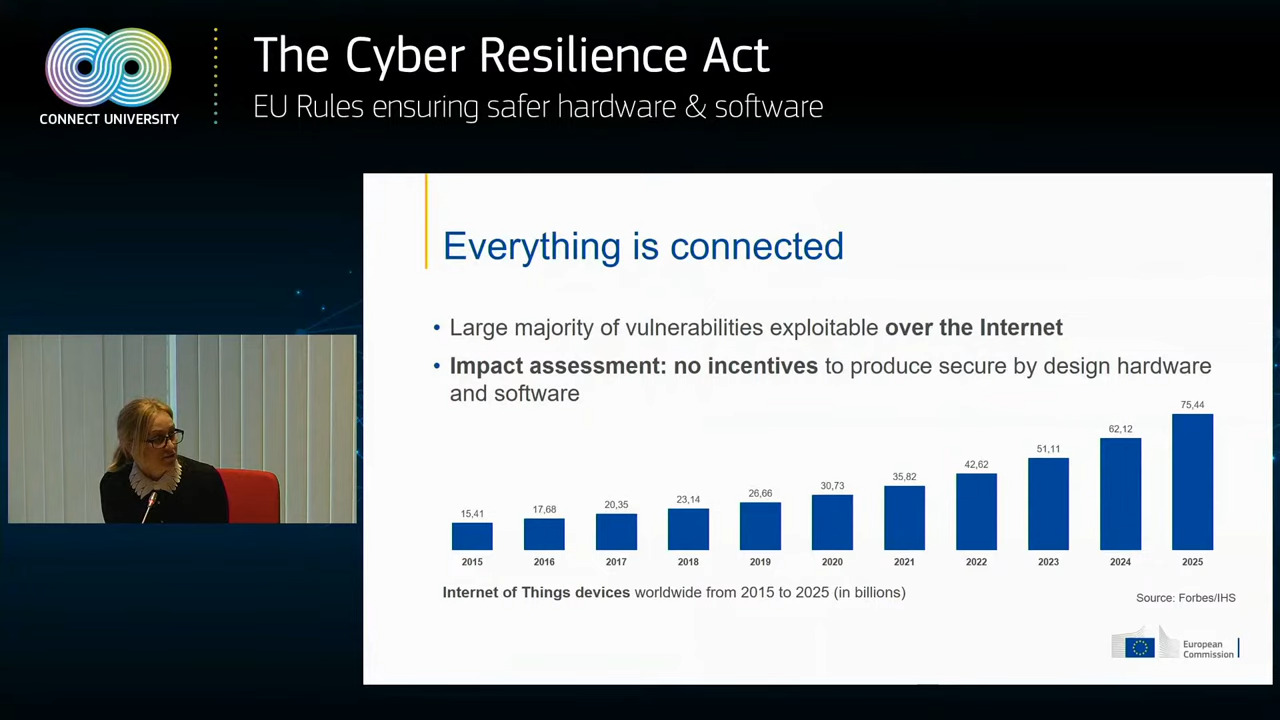 CONNECT UNIVERSITY
The Cyber Resilience Act
EU Rules ensuring safer hardware & software
Everything is connected
• Large majority of vulnerabilities exploitable over the Internet
• Impact assessment: no incentives to produce secure by design hardware
and software
15,41
17,68
20,35
23,14
26,66
30,73
35,82
42,62
51,11
62,12
75,44
2015
2016
2017
2018
2019
2020
2021
2022
2023
2024
2025
Internet of Things devices worldwide from 2015 to 2025 (in billions)
Source: Forbes/IHS
European
Commission